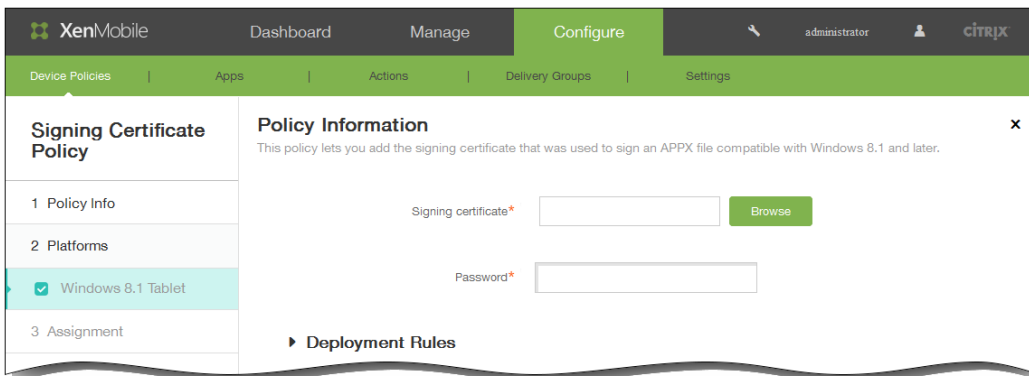 XenMobile Dashboard Manage Configure administrator CİTRIX
Device Policies | Apps | Actions | Delivery Groups | Settings
Signing Certificate Policy
1 Policy Info
2 Platforms
Windows 8.1 Tablet
3 Assignment
Policy Information x
This policy lets you add the signing certificate that was used to sign an APPX file compatible with Windows 8.1 and later.
Signing certificate* Browse
Password*
Deployment Rules